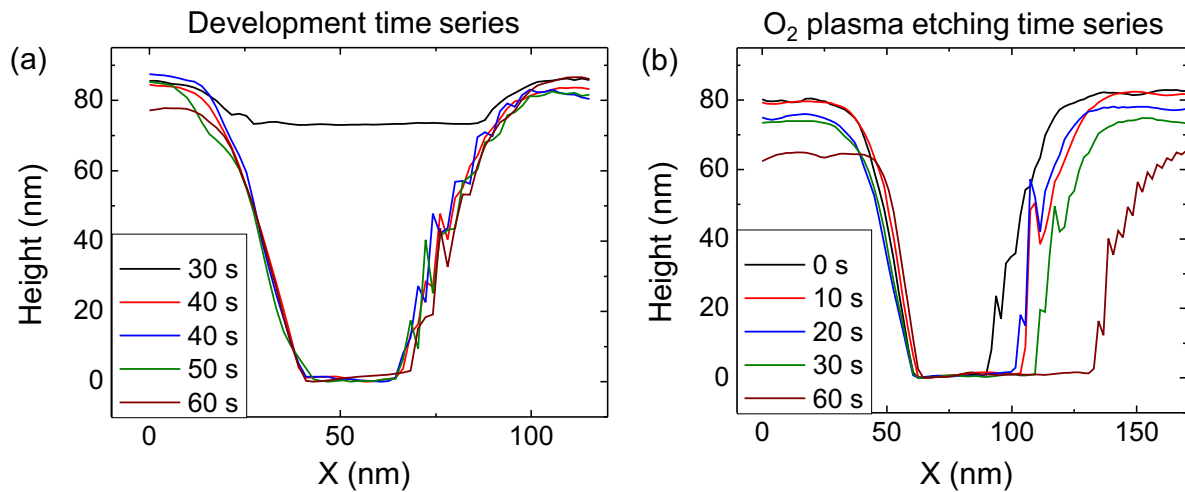 Development time series
(a)
Height (nm)
80
60
40
20
0
30 s
40 s
40 s
50 s
60 s
0
50
100
X (nm)
O₂ plasma etching time series
(b)
Height (nm)
80
60
40
20
0
0 s
10 s
20 s
30 s
60 s
0
50
100
150
X (nm)